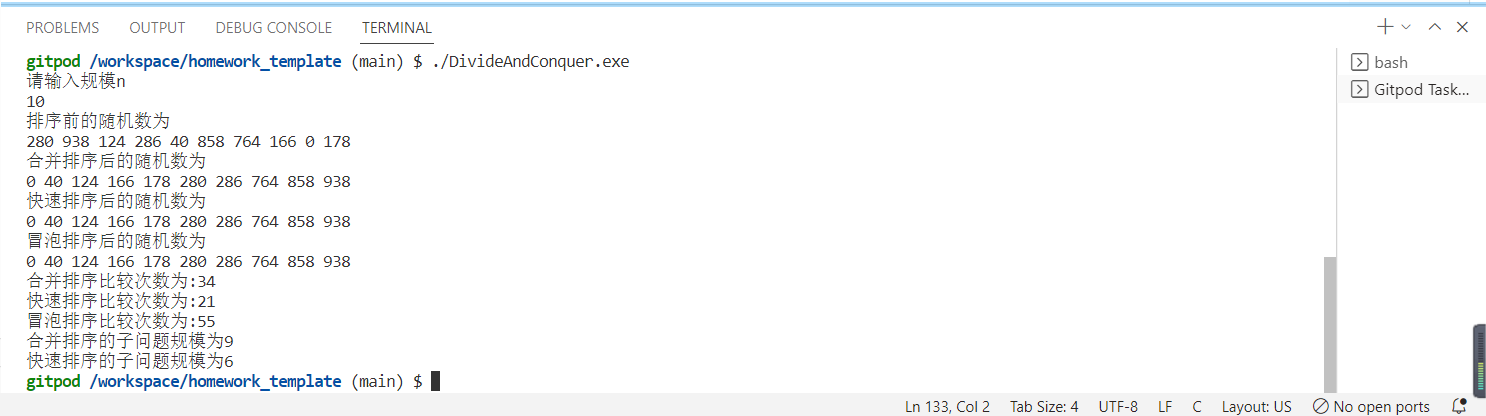 PROBLEMS OUTPUT DEBUG CONSOLE TERMINAL
gitpod /workspace/homework_template (main) $ ./DivideAndConquer.exe
请输入规模n
10
排序前的随机数为
280 938 124 286 40 858 764 166 0 178
合并排序后的随机数为
0 40 124 166 178 280 286 764 858 938
快速排序后的随机数为
0 40 124 166 178 280 286 764 858 938
冒泡排序后的随机数为
0 40 124 166 178 280 286 764 858 938
合并排序比较次数为:34
快速排序比较次数为:21
冒泡排序比较次数为:55
合并排序的子问题规模为9
快速排序的子问题规模为6
gitpod /workspace/homework_template (main) $
bash
Gitpod Task...
Ln 133, Col 2 Tab Size: 4 UTF-8 LF C Layout: US No open ports